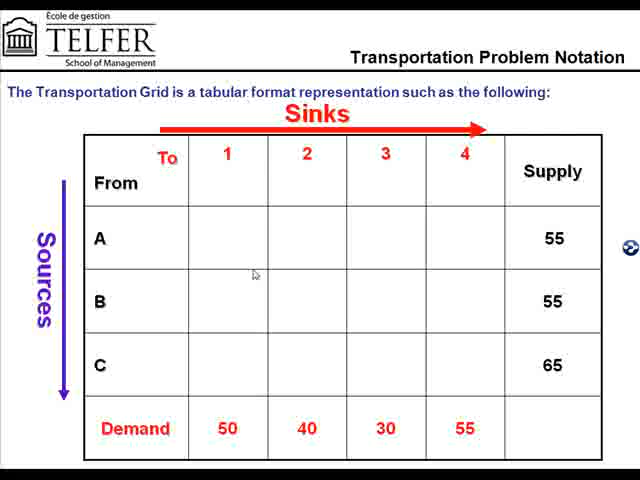 École de gestion
TELFER
School of Management
Transportation Problem Notation
The Transportation Grid is a tabular format representation such as the following:
Sinks
Sources
To 1 2 3 4
From Supply
A 55
B 55
C 65
Demand 50 40 30 55